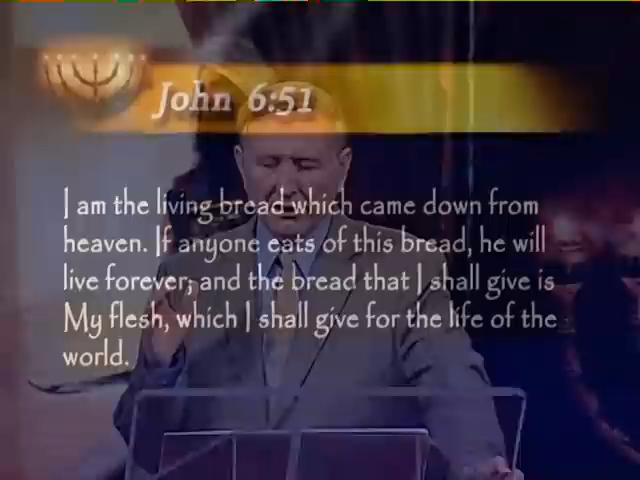 John 6:51
I am the living bread which came down from
heaven. If anyone eats of this bread, he will
live forever; and the bread that I shall give is
My flesh, which I shall give for the life of the
world.